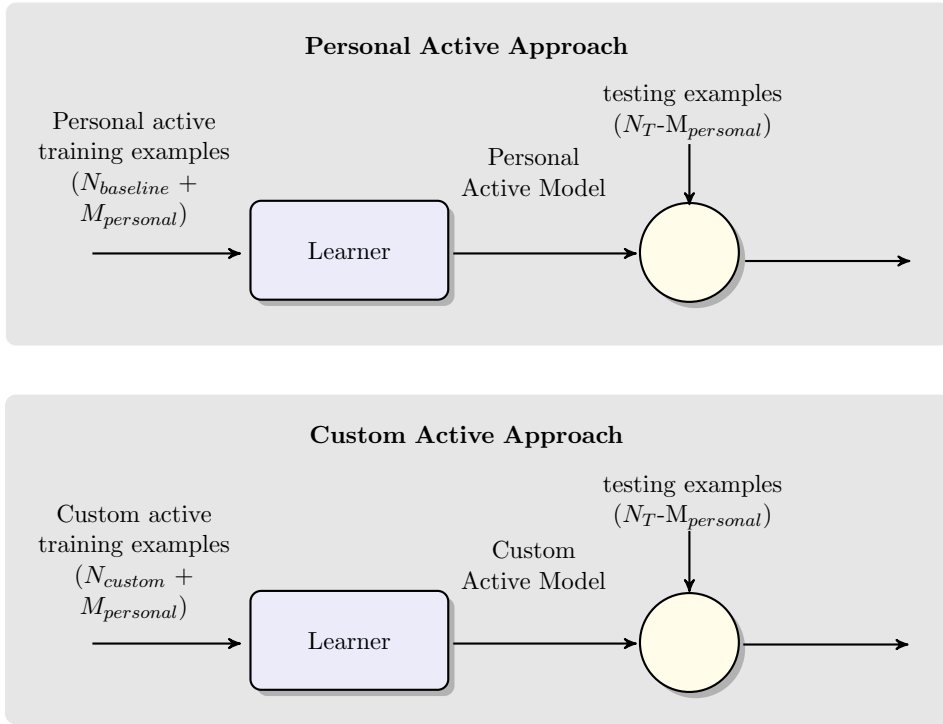 Personal Active Approach
Personal active
training examples
(N_baseline +
M_personal)
Learner
Personal
Active Model
testing examples
(N_T-M_personal)
Custom Active Approach
Custom active
training examples
(N_custom +
M_personal)
Learner
Custom
Active Model
testing examples
(N_T-M_personal)